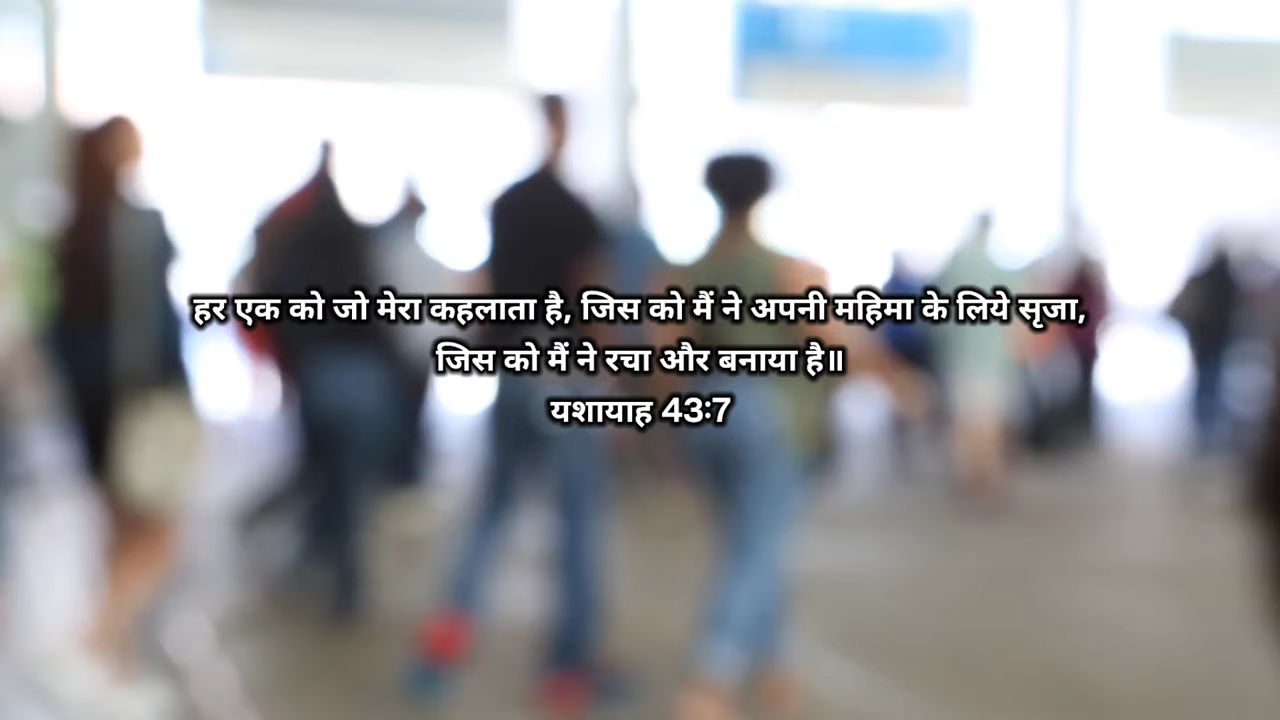 हर एक को जो मेरा कहलाता है, जिस को मैं ने अपनी महिमा के लिये सृजा,
जिस को मैं ने रचा और बनाया है॥
यशायाह 43:7